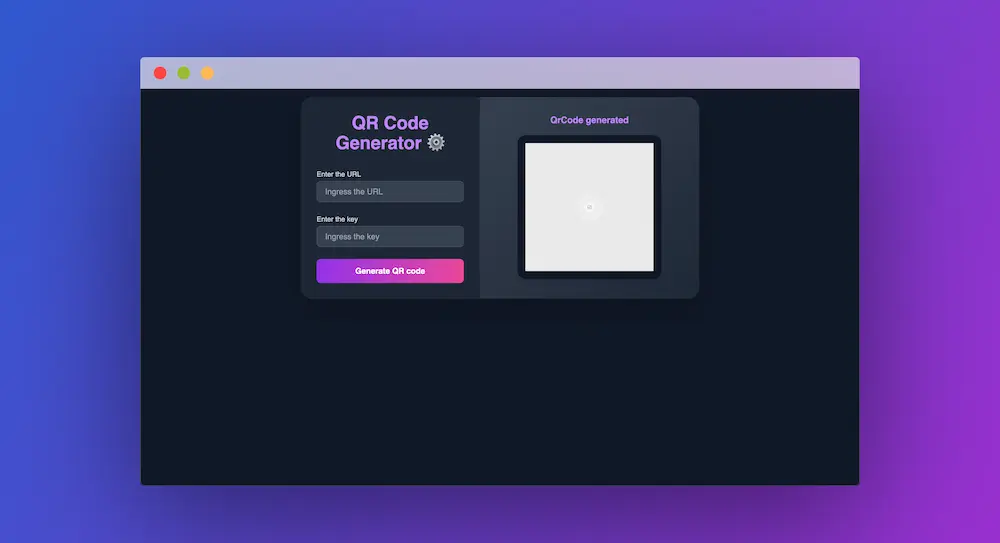 QR Code
Generator ⚙️
Enter the URL
Ingress the URL
Enter the key
Ingress the key
Generate QR code
QrCode generated